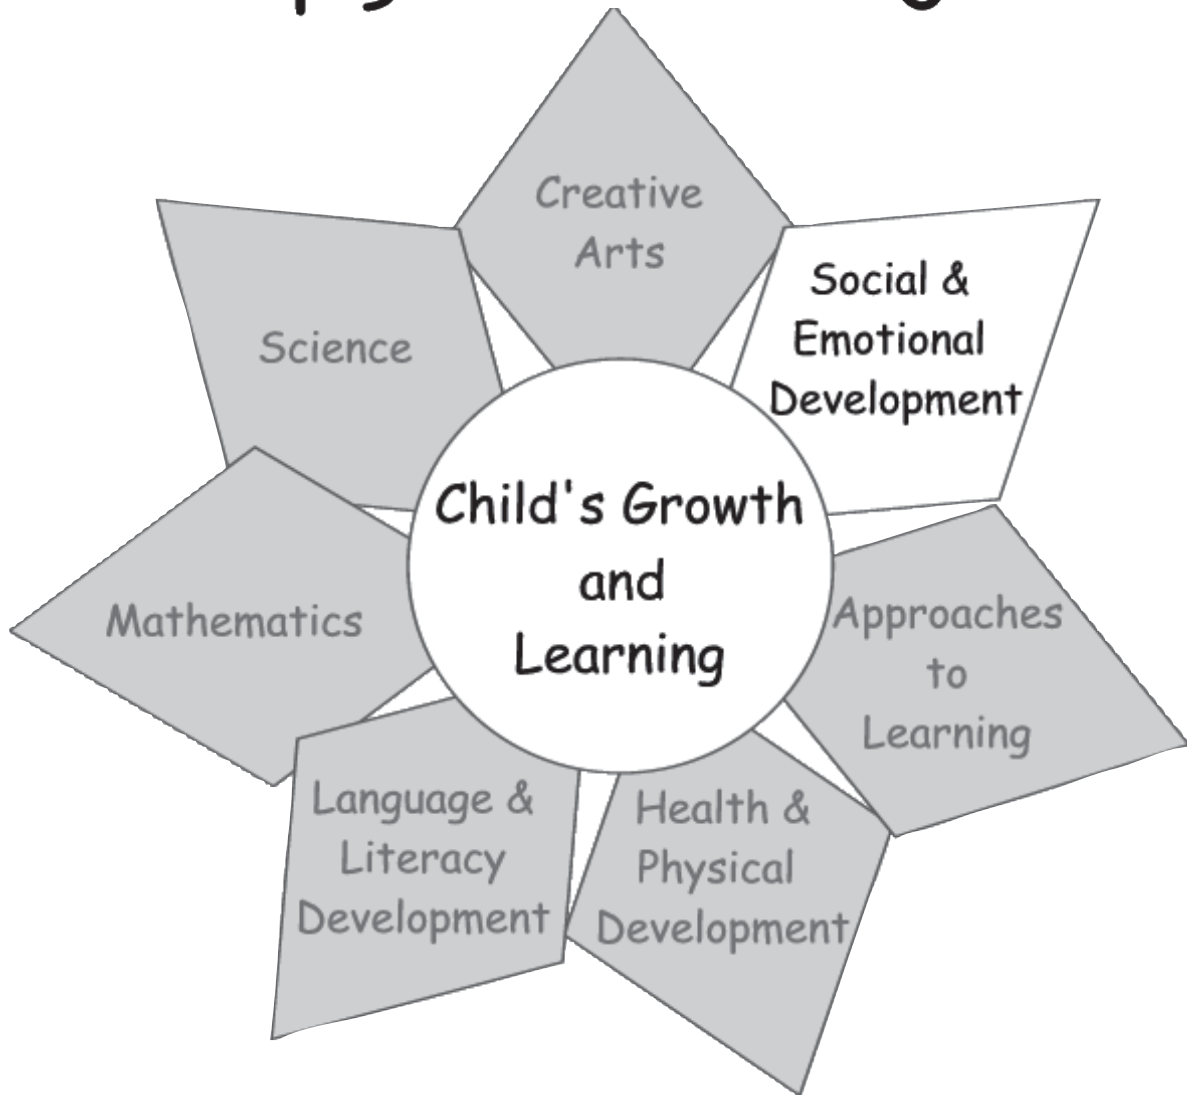 Creative
Arts
Social &
Emotional
Development
Approaches
to
Learning
Health &
Physical
Development
Language &
Literacy
Development
Mathematics
Science
Child's Growth
and
Learning